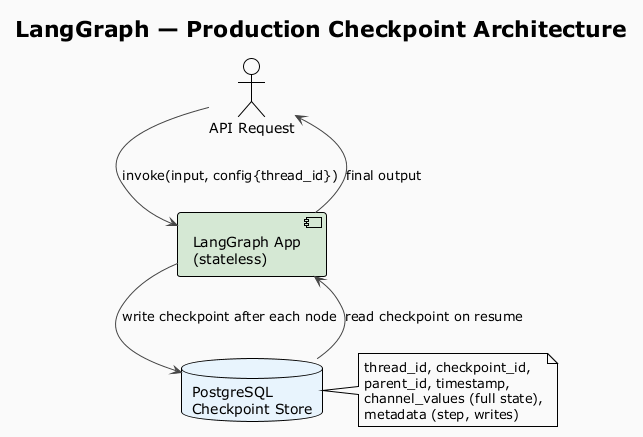 LangGraph — Production Checkpoint Architecture
API Request
invoke(input, config{thread_id})
final output
LangGraph App
(stateless)
write checkpoint after each node
read checkpoint on resume
PostgreSQL
Checkpoint Store
thread_id, checkpoint_id,
parent_id, timestamp,
channel_values (full state),
metadata (step, writes)